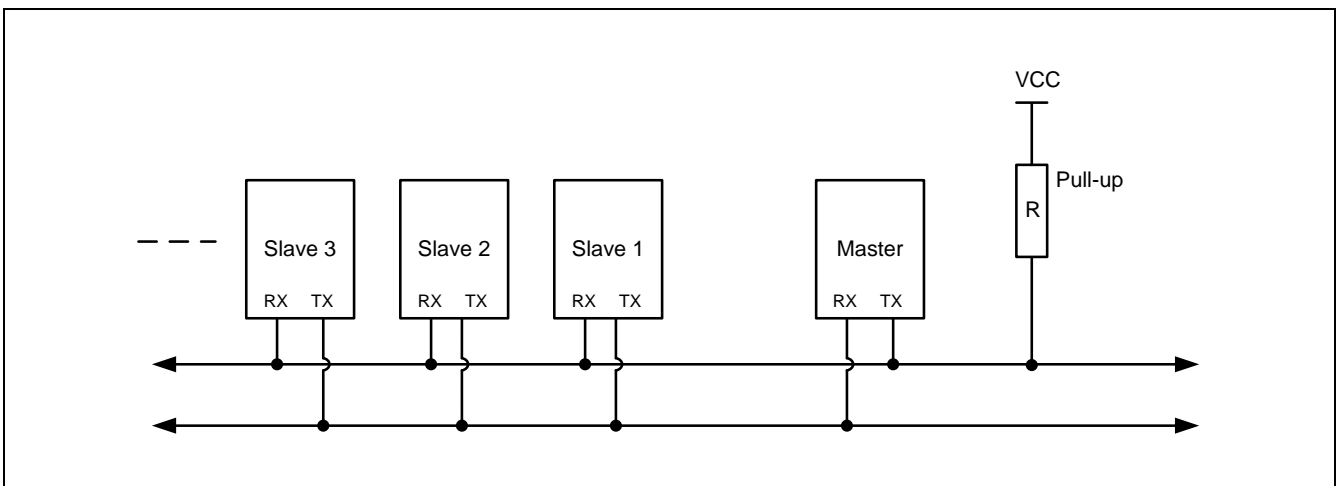 VCC
Pull-up
R
Slave 3
Slave 2
Slave 1
Master
RX TX
RX TX
RX TX
RX TX